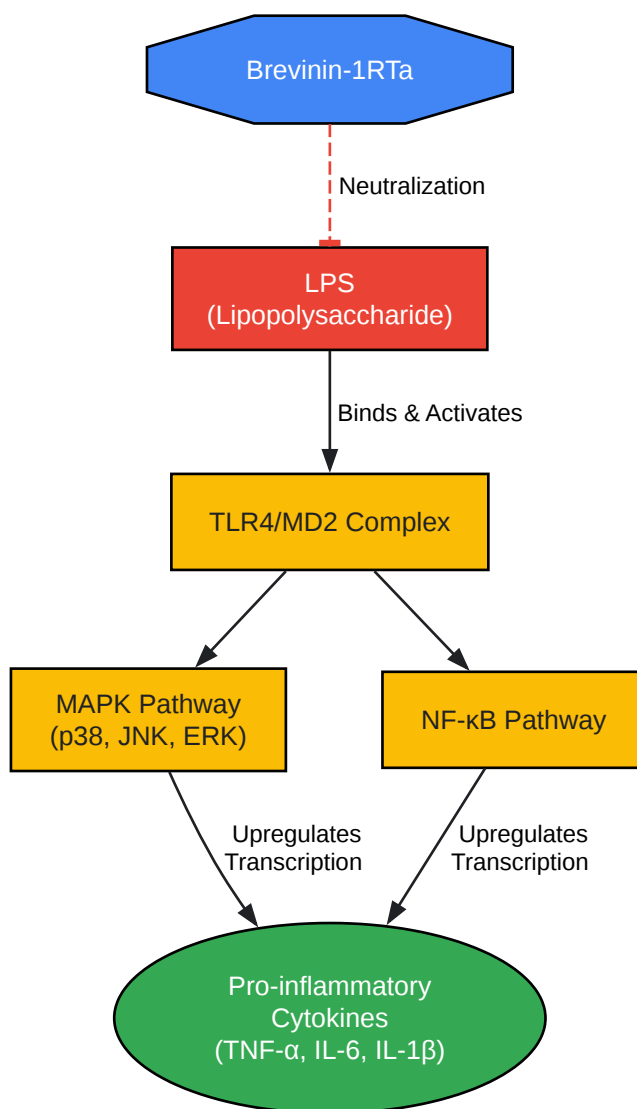 Brevinin-1RTa
Neutralization
LPS
(Lipopolysaccharide)
Binds & Activates
TLR4/MD2 Complex
MAPK Pathway
(p38, JNK, ERK)
NF-κB Pathway
Upregulates
Transcription
Upregulates
Transcription
Pro-inflammatory
Cytokines
(TNF-α, IL-6, IL-1β)